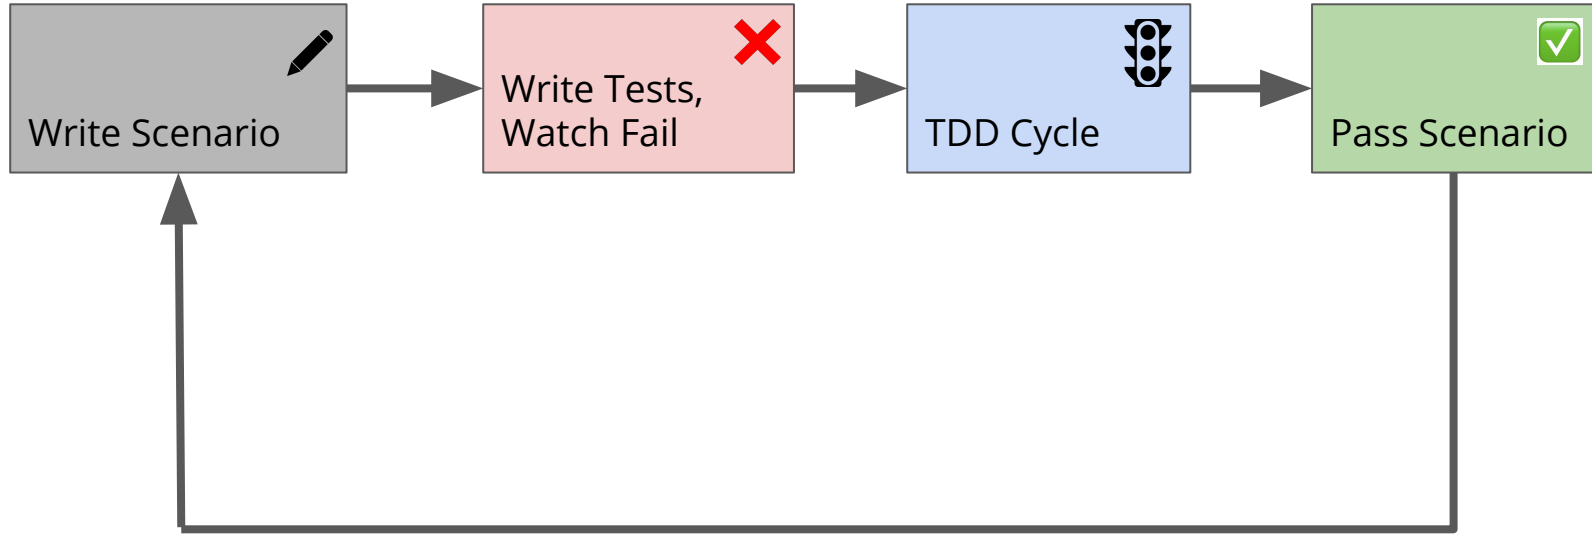 Write Scenario
Write Tests,
Watch Fail
TDD Cycle
Pass Scenario